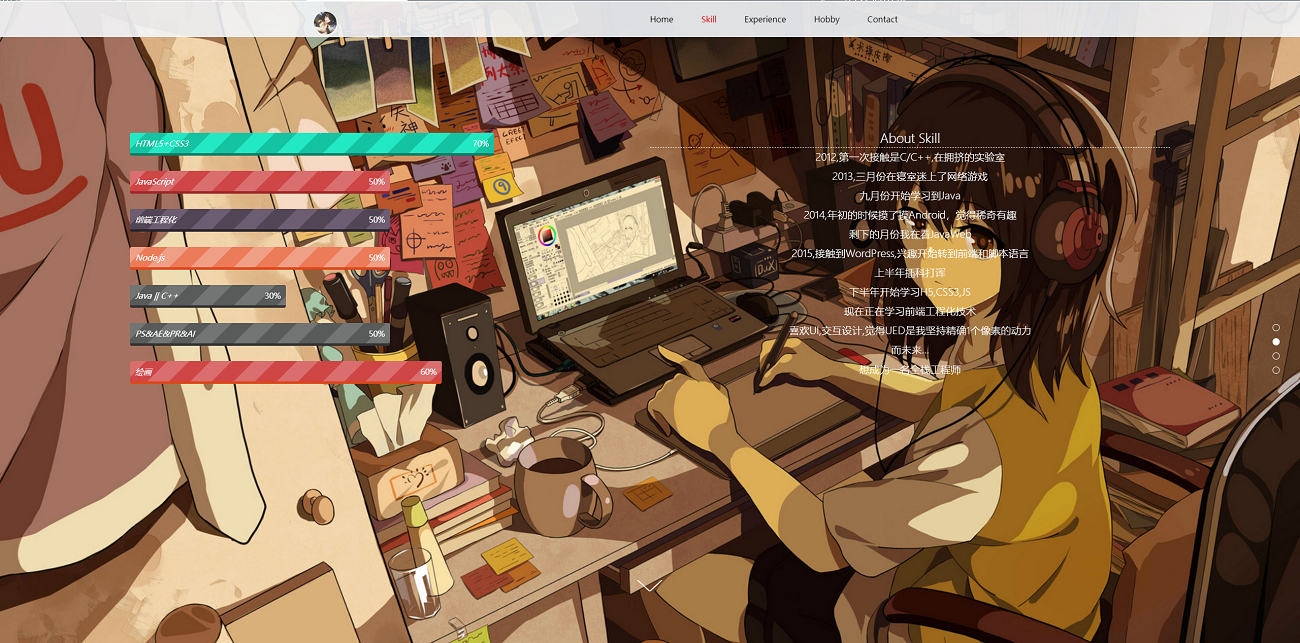 Home Skill Experience Hobby Contact
HTML5+CSS3 70%
JavaScript 50%
前端工程化 50%
Node.js 50%
Java || C++ 30%
PS&AE&PR&AI 50%
绘画 60%
About Skill
2012,第一次接触是C/C++,在拥挤的实验室
2013,三月份在寝室迷上了网络游戏
九月份开始学习到Java
2014,年初的时候摸了摸Android，觉得稀奇有趣
剩下的月份我在看JavaWeb
2015,接触到WordPress,兴趣开始转到前端和脚本语言
上半年插科打诨
下半年开始学习H5,CSS3,JS
现在正在学习前端工程化技术
喜欢UI,交互设计,觉得UED是我坚持精确1个像素的动力
而未来...
想成为一名全栈工程师